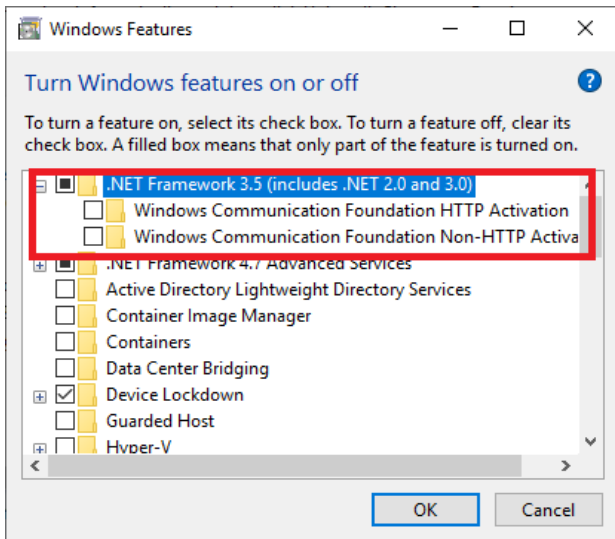 Windows Features
Turn Windows features on or off
?
To turn a feature on, select its check box. To turn a feature off, clear its
check box. A filled box means that only part of the feature is turned on.
.NET Framework 3.5 (includes .NET 2.0 and 3.0)
Windows Communication Foundation HTTP Activation
Windows Communication Foundation Non-HTTP Activa
.NET Framework 4.7 Advanced Services
Active Directory Lightweight Directory Services
Container Image Manager
Containers
Data Center Bridging
Device Lockdown
Guarded Host
Hyper-V
OK
Cancel